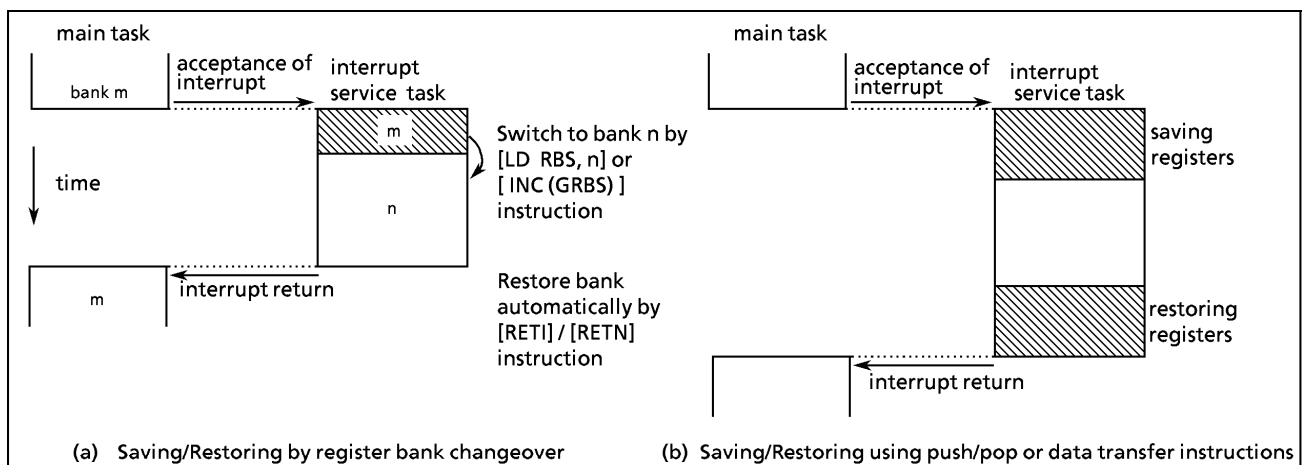 main task
acceptance of
interrupt
interrupt
service task
bank m
m
Switch to bank n by
[LD RBS, n] or
[ INC (GRBS) ]
instruction
time
n
interrupt return
m
Restore bank
automatically by
[RETI] / [RETN]
instruction
(a) Saving/Restoring by register bank changeover
main task
acceptance of
interrupt
interrupt
service task
saving
registers
restoring
registers
interrupt return
(b) Saving/Restoring using push/pop or data transfer instructions